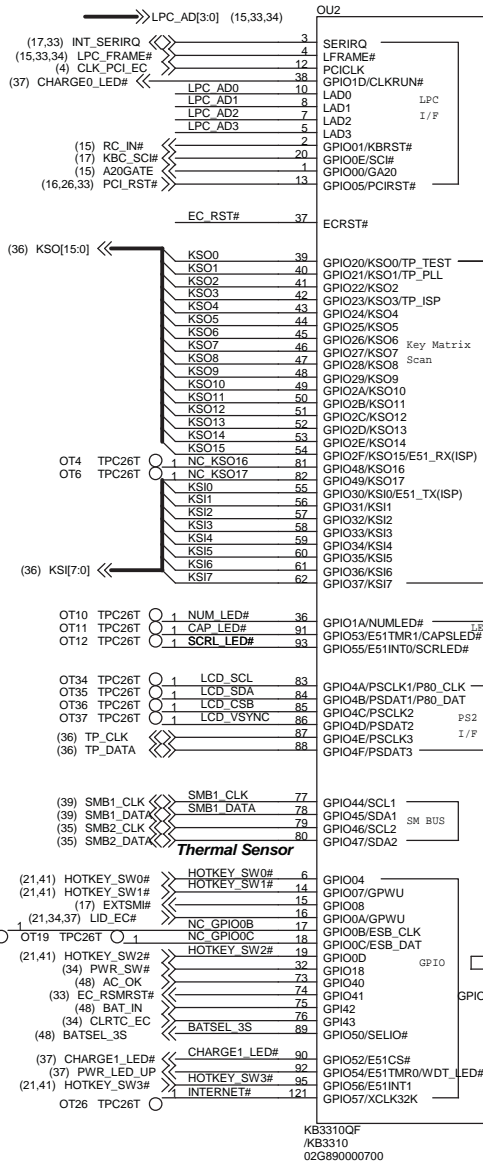 LPC_AD[3:0] (15,33,34) OU2
(17,33) INT_SERIRQ 3 SERIRQ
(15,33,34) LPC_FRAME# 4 LFRAME#
(4) CLK_PCI_EC 12 PCICLK
(37) CHARGE0_LED# 38 GPIO1D/CLKRUN#
LPC_AD0 10 LAD0 LPC
LPC_AD1 8 LAD1
LPC_AD2 7 LAD2 I/F
LPC_AD3 5 LAD3
(15) RC_IN# 2 GPIO01/KBRST#
(17) KBC_SCI# 20 GPIO0E/SCI#
(15) A20GATE 1 GPIO00/GA20
(16,26,33) PCI_RST# 13 GPIO05/PCIRST#
EC_RST# 37 ECRST#
(36) KSO[15:0]
KSO0 39 GPIO20/KSO0/TP_TEST
KSO1 40 GPIO21/KSO1/TP_PLL
KSO2 41 GPIO22/KSO2
KSO3 42 GPIO23/KSO3/TP_ISP
KSO4 43 GPIO24/KSO4
KSO5 44 GPIO25/KSO5
KSO6 45 GPIO26/KSO6
KSO7 46 GPIO27/KSO7 Key Matrix
KSO8 47 GPIO28/KSO8 Scan
KSO9 48 GPIO29/KSO9
KSO10 49 GPIO2A/KSO10
KSO11 50 GPIO2B/KSO11
KSO12 51 GPIO2C/KSO12
KSO13 52 GPIO2D/KSO13
KSO14 53 GPIO2E/KSO14
KSO15 54 GPIO2F/KSO15/E51_RX(ISP)
OT4 TPC26T 1 NC_KSO16 81 GPIO48/KSO16
OT6 TPC26T 1 NC_KSO17 82 GPIO49/KSO17
KSI0 55 GPIO30/KSI0/E51_TX(ISP)
KSI1 56 GPIO31/KSI1
KSI2 57 GPIO32/KSI2
KSI3 58 GPIO33/KSI3
KSI4 59 GPIO34/KSI4
KSI5 60 GPIO35/KSI5
KSI6 61 GPIO36/KSI6
(36) KSI[7:0] KSI7 62 GPIO37/KSI7
OT10 TPC26T 1 NUM_LED# 36 GPIO1A/NUMLED# LE
OT11 TPC26T 1 CAP_LED# 91 GPIO53/E51TMR1/CAPSLED#
OT12 TPC26T 1 SCRL_LED# 93 GPIO55/E51INT0/SCRLED#
OT34 TPC26T 1 LCD_SCL 83 GPIO4A/PSCLK1/P80_CLK
OT35 TPC26T 1 LCD_SDA 84 GPIO4B/PSDAT1/P80_DAT
OT36 TPC26T 1 LCD_CSB 85 GPIO4C/PSCLK2
OT37 TPC26T 1 LCD_VSYNC 86 GPIO4D/PSDAT2 PS2
(36) TP_CLK 87 GPIO4E/PSCLK3 I/F
(36) TP_DATA 88 GPIO4F/PSDAT3
(39) SMB1_CLK SMB1_CLK 77 GPIO44/SCL1
(39) SMB1_DATA SMB1_DATA 78 GPIO45/SDA1 SM BUS
(35) SMB2_CLK 79 GPIO46/SCL2
(35) SMB2_DATA 80 GPIO47/SDA2
Thermal Sensor
(21,41) HOTKEY_SW0# HOTKEY_SW0# 6 GPIO04
(21,41) HOTKEY_SW1# HOTKEY_SW1# 14 GPIO07/GPWU
(17) EXTSMI# 15 GPIO08
(21,34,37) LID_EC# 16 GPIO0A/GPWU
1 NC_GPIO0B 17 GPIO0B/ESB_CLK
OT19 TPC26T 1 NC_GPIO0C 18 GPIO0C/ESB_DAT
(21,41) HOTKEY_SW2# HOTKEY_SW2# 19 GPIO0D GPIO
(34) PWR_SW# 32 GPIO18
(48) AC_OK 73 GPIO40
(33) EC_RSMRST# 74 GPIO41 GPIO
(48) BAT_IN 75 GPI42
(34) CLRTC_EC 76 GPI43
(48) BATSEL_3S BATSEL_3S 89 GPIO50/SELIO#
(37) CHARGE1_LED# CHARGE1_LED# 90 GPIO52/E51CS#
(37) PWR_LED_UP 92 GPIO54/E51TMR0/WDT_LED#
(21,41) HOTKEY_SW3# HOTKEY_SW3# 95 GPIO56/E51INT1
OT26 TPC26T 1 INTERNET# 121 GPIO57/XCLK32K
KB3310QF
/KB3310
02G890000700